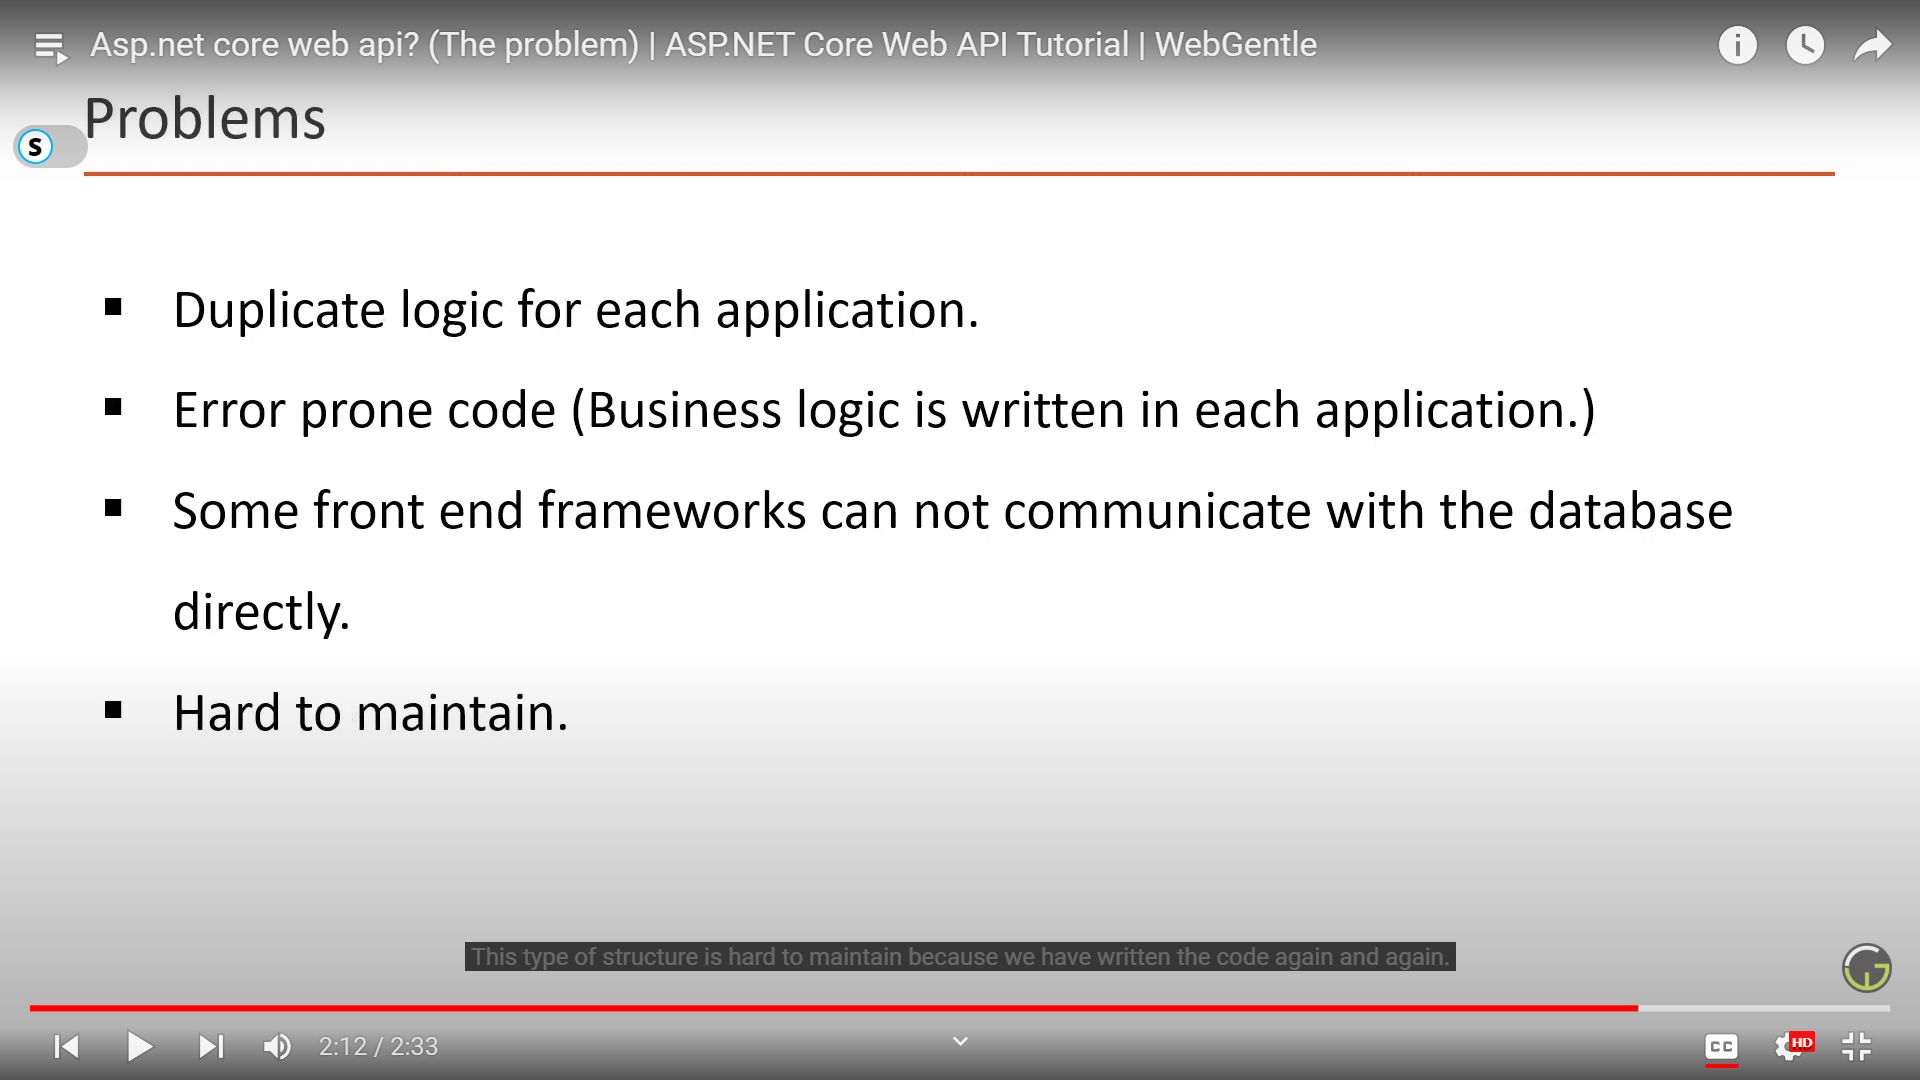 Asp.net core web api? (The problem) | ASP.NET Core Web API Tutorial | WebGentle
Problems
S
▪ Duplicate logic for each application.
▪ Error prone code (Business logic is written in each application.)
▪ Some front end frameworks can not communicate with the database
directly.
▪ Hard to maintain.
This type of structure is hard to maintain because we have written the code again and again.
2:12 / 2:33
CC
HD